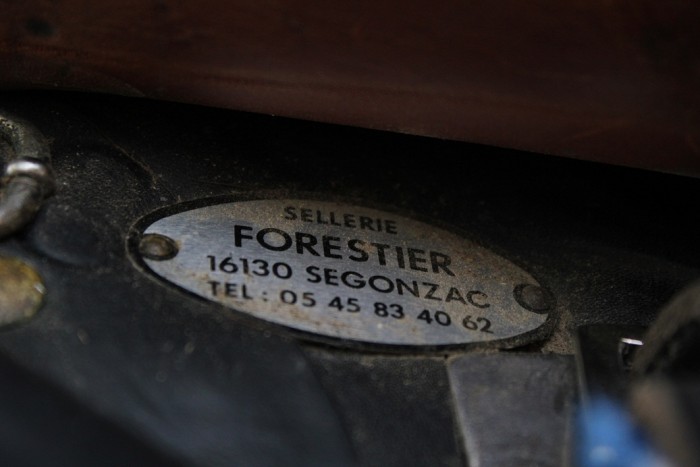 SELLERIE
FORESTIER
16130 SEGONZAC
TEL : 05 45 83 40 62